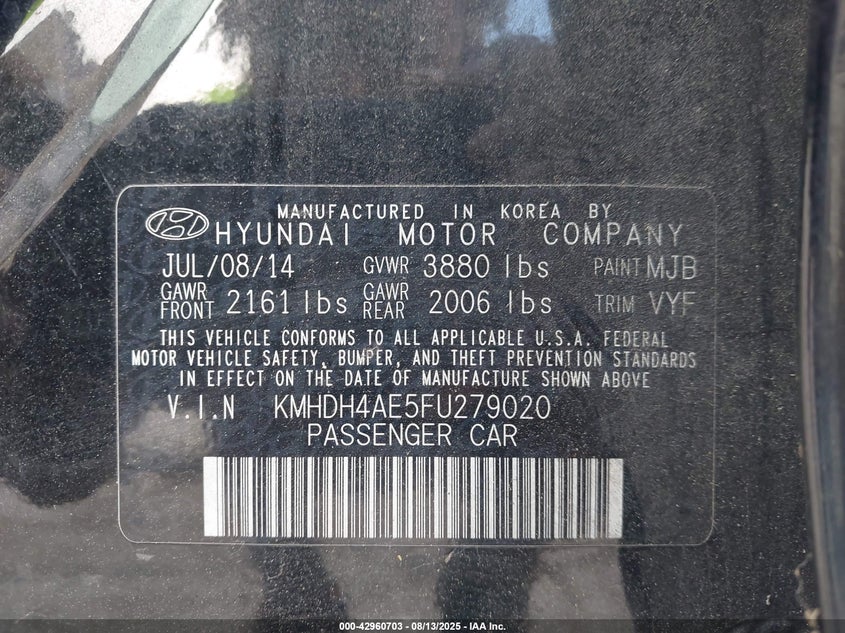 MANUFACTURED IN KOREA BY
HYUNDAI MOTOR COMPANY
JUL/08/14 GVWR 3880 lbs PAINT MJB
GAWR FRONT 2161 lbs GAWR REAR 2006 lbs TRIM VYF
THIS VEHICLE CONFORMS TO ALL APPLICABLE U.S.A. FEDERAL
MOTOR VEHICLE SAFETY, BUMPER, AND THEFT PREVENTION STANDARDS
IN EFFECT ON THE DATE OF MANUFACTURE SHOWN ABOVE
V.I.N KMHDH4AE5FU279020
PASSENGER CAR
000-42960703 - 08/13/2025 - IAA Inc.